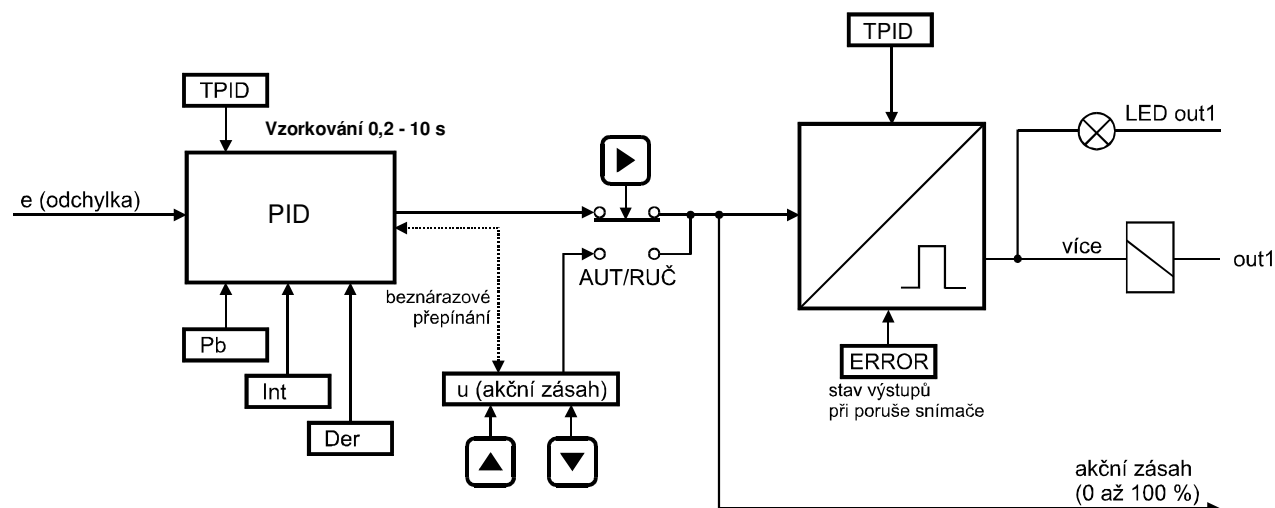 TPID
TPID
Vzorkování 0,2 - 10 s
LED out1
e (odchylka)
PID
více
out1
AUT/RUČ
beznárazové
přepínání
Pb
Int
Der
u (akční zásah)
ERROR
stav výstupů
při poruše snímače
akční zásah
(0 až 100 %)